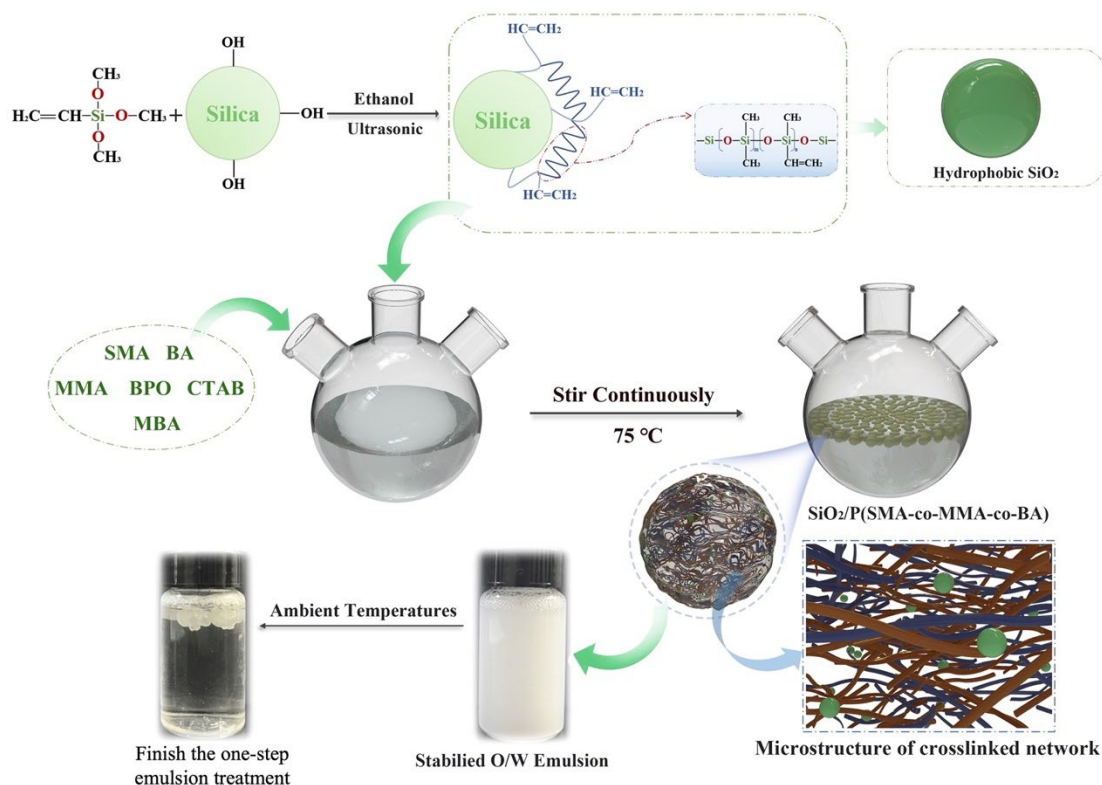 OH
CH₃
O
H₂C=CH-Si-O-CH₃
O
CH₃
+
Silica
OH
OH
Ethanol
Ultrasonic
HC=CH₂
Silica
HC=CH₂
HC=CH₂
CH₃ CH₃
Si-O-Si-O-Si-O-Si
m n
CH₃ CH=CH₂
Hydrophobic SiO₂
SMA BA
MMA BPO CTAB
MBA
Stir Continuously
75 °C
SiO₂/P(SMA-co-MMA-co-BA)
Ambient Temperatures
Finish the one-step
emulsion treatment
Stabilied O/W Emulsion
Microstructure of crosslinked network